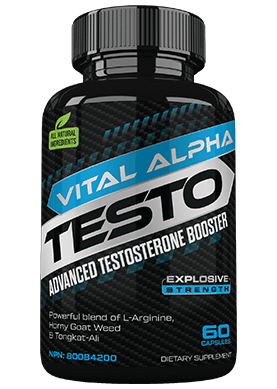 ALL NATURAL
INGREDIENTS
VITAL ALPHA
TESTO
ADVANCED TESTOSTERONE BOOSTER
EXPLOSIVE
STRENGTH
Powerful blend of L-Arginine,
Horny Goat Weed
& Tongkat-Ali
60
CAPSULES
NPN: 80084200
DIETARY SUPPLEMENT